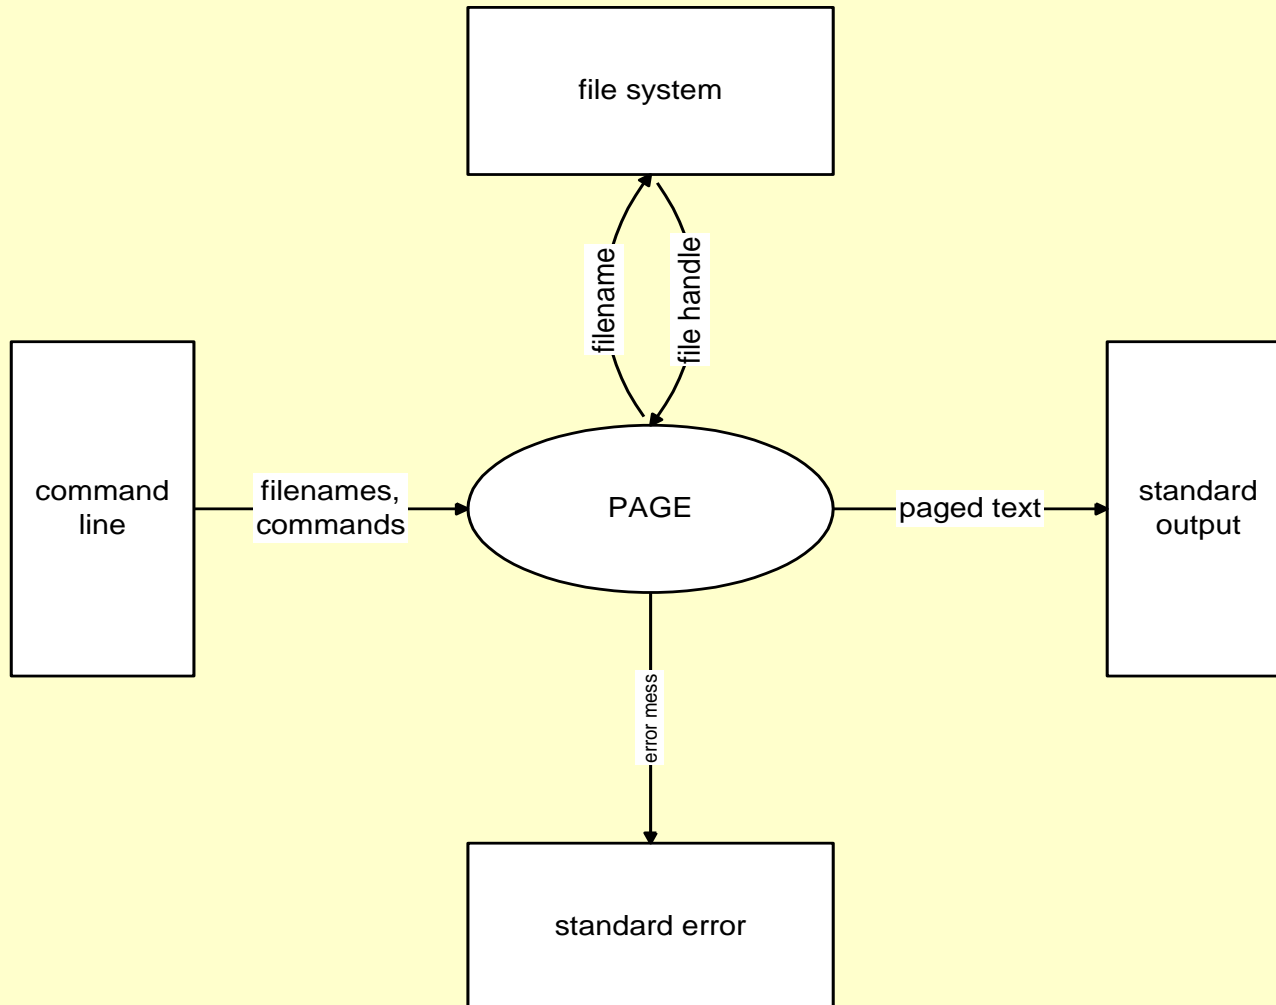 file system
filename
file handle
command
line
filenames,
commands
PAGE
paged text
standard
output
error mess
standard error